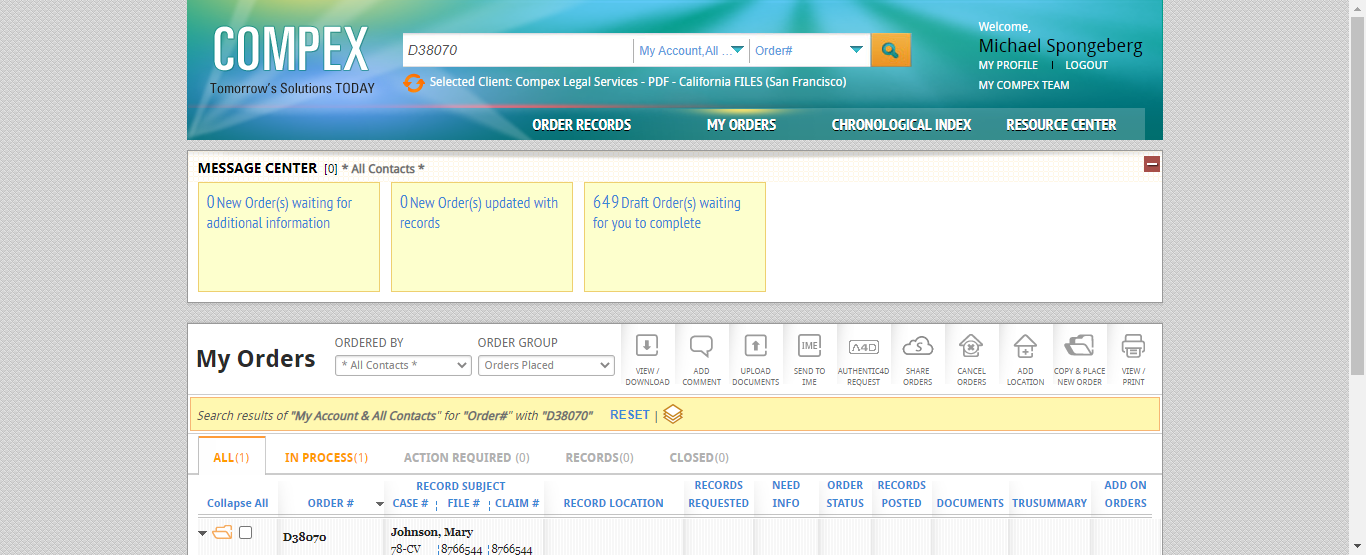 COMPEX
Tomorrow's Solutions TODAY
D38070
My Account,All ...
Order#
Selected Client: Compex Legal Services - PDF - California FILES (San Francisco)
Welcome,
Michael Spongeberg
MY PROFILE | LOGOUT
MY COMPEX TEAM
ORDER RECORDS MY ORDERS CHRONOLOGICAL INDEX RESOURCE CENTER
MESSAGE CENTER [0] * All Contacts *
0 New Order(s) waiting for
additional information
0 New Order(s) updated with
records
649 Draft Order(s) waiting
for you to complete
My Orders
ORDERED BY
* All Contacts *
ORDER GROUP
Orders Placed
VIEW /
DOWNLOAD
ADD
COMMENT
UPLOAD
DOCUMENTS
IME
SEND TO
IME
A4D
AUTHENTIC4D
REQUEST
S
SHARE
ORDERS
CANCEL
ORDERS
ADD
LOCATION
COPY & PLACE
NEW ORDER
VIEW /
PRINT
Search results of "My Account & All Contacts" for "Order#" with "D38070" RESET |
ALL(1) IN PROCESS(1) ACTION REQUIRED (0) RECORDS(0) CLOSED(0)
Collapse All
ORDER #
RECORD SUBJECT
CASE # FILE # CLAIM #
RECORD LOCATION
RECORDS
REQUESTED
NEED
INFO
ORDER
STATUS
RECORDS
POSTED
DOCUMENTS
TRUSUMMARY
ADD ON
ORDERS
D38070
Johnson, Mary
78-CV 8766544 8766544